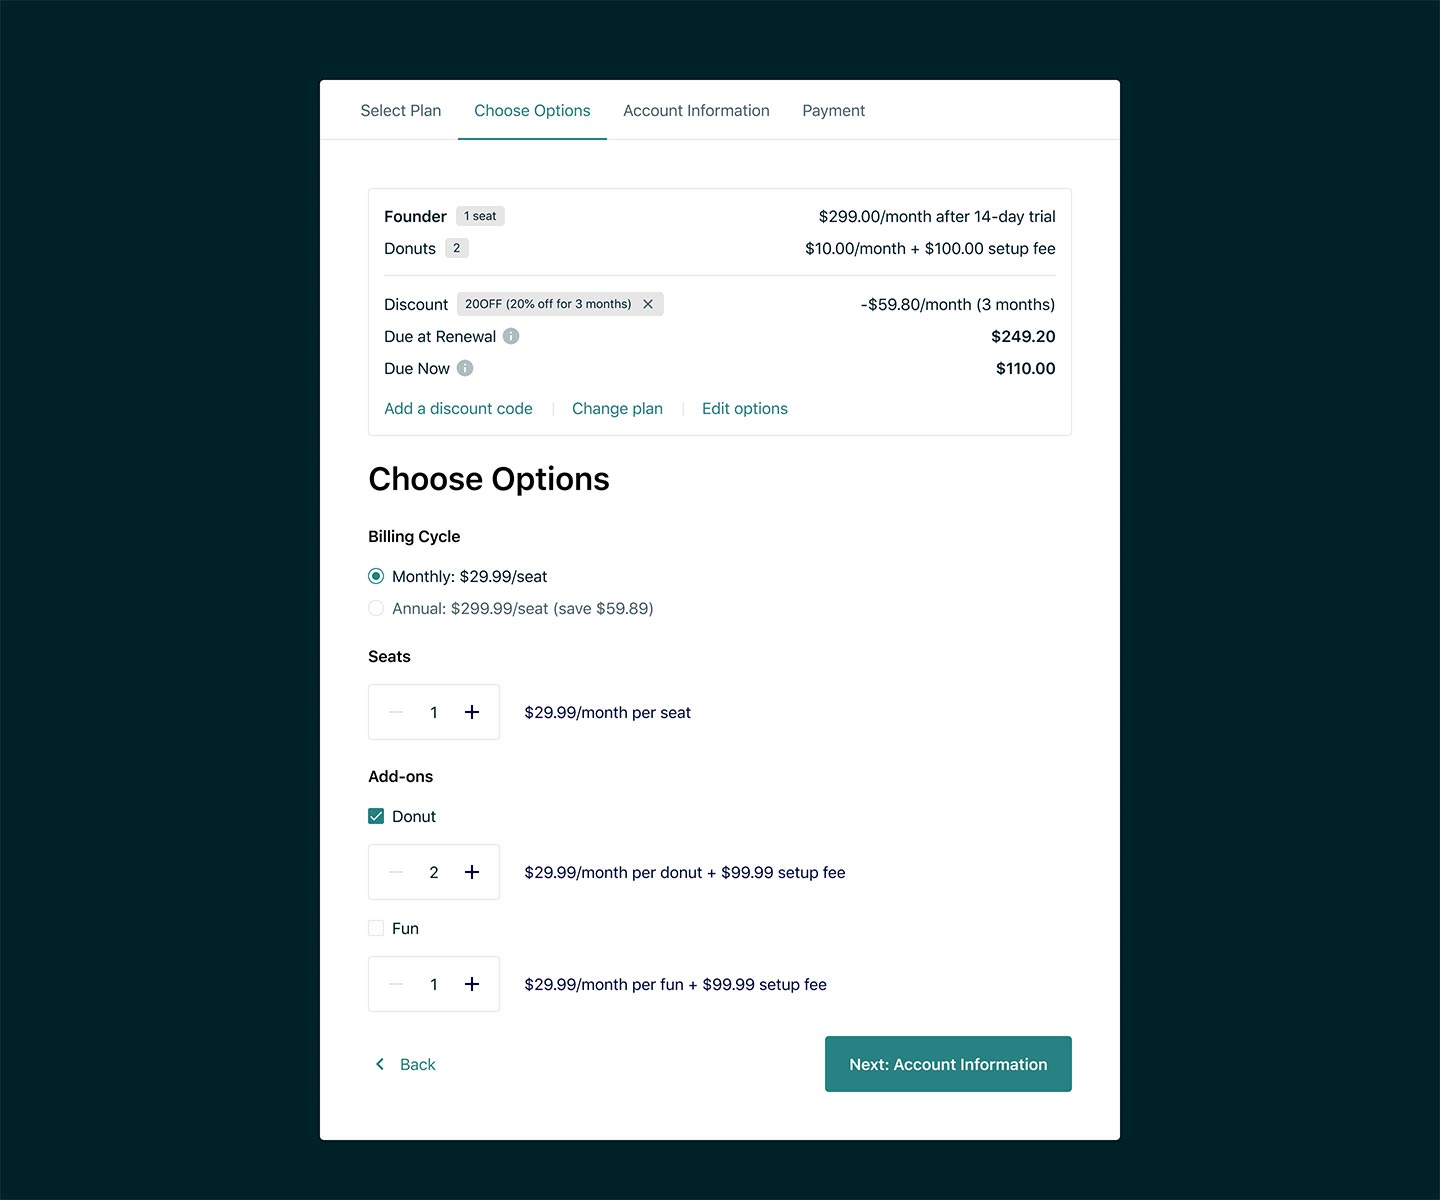 Select Plan Choose Options Account Information Payment
Founder 1 seat $299.00/month after 14-day trial
Donuts 2 $10.00/month + $100.00 setup fee
Discount 20OFF (20% off for 3 months) -$59.80/month (3 months)
Due at Renewal $249.20
Due Now $110.00
Add a discount code Change plan Edit options
Choose Options
Billing Cycle
Monthly: $29.99/seat
Annual: $299.99/seat (save $59.89)
Seats
1 $29.99/month per seat
Add-ons
Donut
2 $29.99/month per donut + $99.99 setup fee
Fun
1 $29.99/month per fun + $99.99 setup fee
Back Next: Account Information